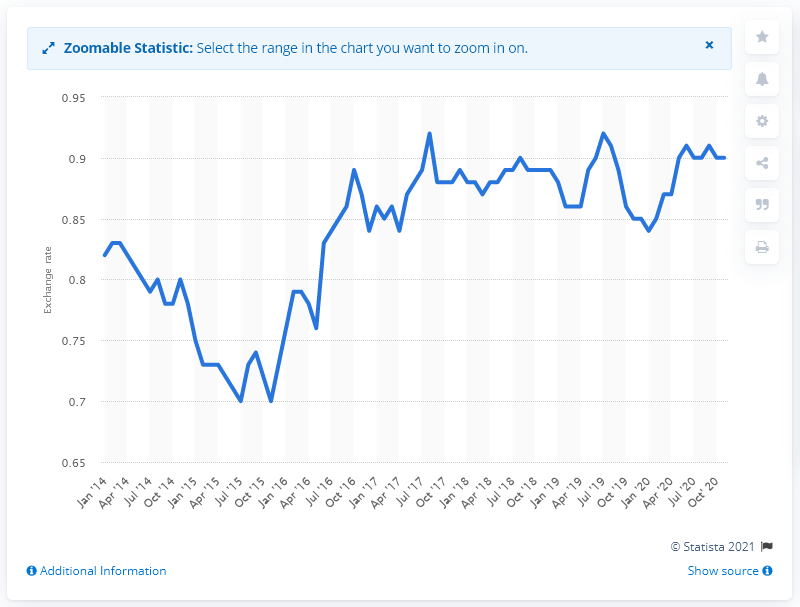 Zoomable Statistic: Select the range in the chart you want to zoom in on.
0.95
0.9
0.85
0.8
0.75
0.7
0.65
Exchange rate
Jan '14
Apr '14
Jul '14
Oct '14
Jan '15
Apr '15
Jul '15
Oct '15
Jan '16
Apr '16
Jul '16
Oct '16
Jan '17
Apr '17
Jul '17
Oct '17
Jan '18
Apr '18
Jul '18
Oct '18
Jan '19
Apr '19
Jul '19
Oct '19
Jan '20
Apr '20
Jul '20
Oct' 20
© Statista 2021
Additional Information
Show source